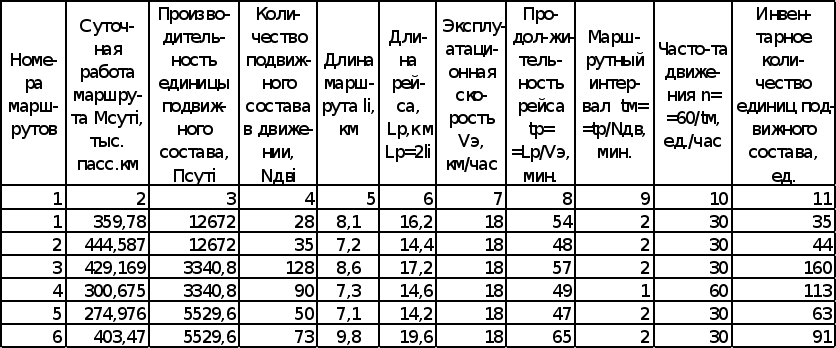 Номе-
ра
марш-
рутов
Суточ-
ная
работа
маршру-
та Мсутi,
тыс.
пасс.км
Произво-
дитель-
ность
единицы
подвиж-
ного
состава,
Псутi
Коли-
чество
подвиж-
ного
состава
в движе-
нии,
Nдвi
Длина
марш-
рута li,
км
Дли-
на
рей-
са,
Lр, км
Lр=2li
Эксплу-
атаци-
онная
ско-
рость
Vэ,
км/час
Про-
дол-жи-
тель-
ность
рейса
tр=
=Lр/Vэ,
мин.
Марш-
рутный
интер-
вал tм=
=tр/Nдв,
мин.
Часто-та
движе-
ния n=
=60/tм,
ед./час
Инвен-
тарное
коли-
чество
единиц под-
вижного
состава,
ед.
1 2 3 4 5 6 7 8 9 10 11
1 359,78 12672 28 8,1 16,2 18 54 2 30 35
2 444,587 12672 35 7,2 14,4 18 48 2 30 44
3 429,169 3340,8 128 8,6 17,2 18 57 2 30 160
4 300,675 3340,8 90 7,3 14,6 18 49 1 60 113
5 274,976 5529,6 50 7,1 14,2 18 47 2 30 63
6 403,47 5529,6 73 9,8 19,6 18 65 2 30 91